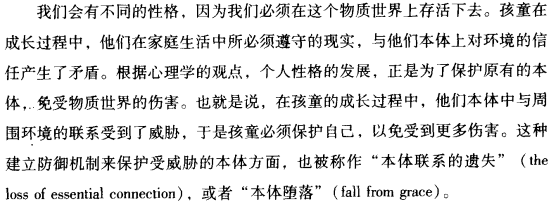 我们会有不同的性格，因为我们必须在这个物质世界上存活下去。孩童在
成长过程中，他们在家庭生活中所必须遵守的现实，与他们本体上对环境的信
任产生了矛盾。根据心理学的观点，个人性格的发展，正是为了保护原有的本
体，免受物质世界的伤害。也就是说，在孩童的成长过程中，他们本体中与周
围环境的联系受到了威胁，于是孩童必须保护自己，以免受到更多伤害。这种
建立防御机制来保护受威胁的本体方面，也被称作“本体联系的遗失”（the
loss of essential connection），或者“本体堕落”（fall from grace）。